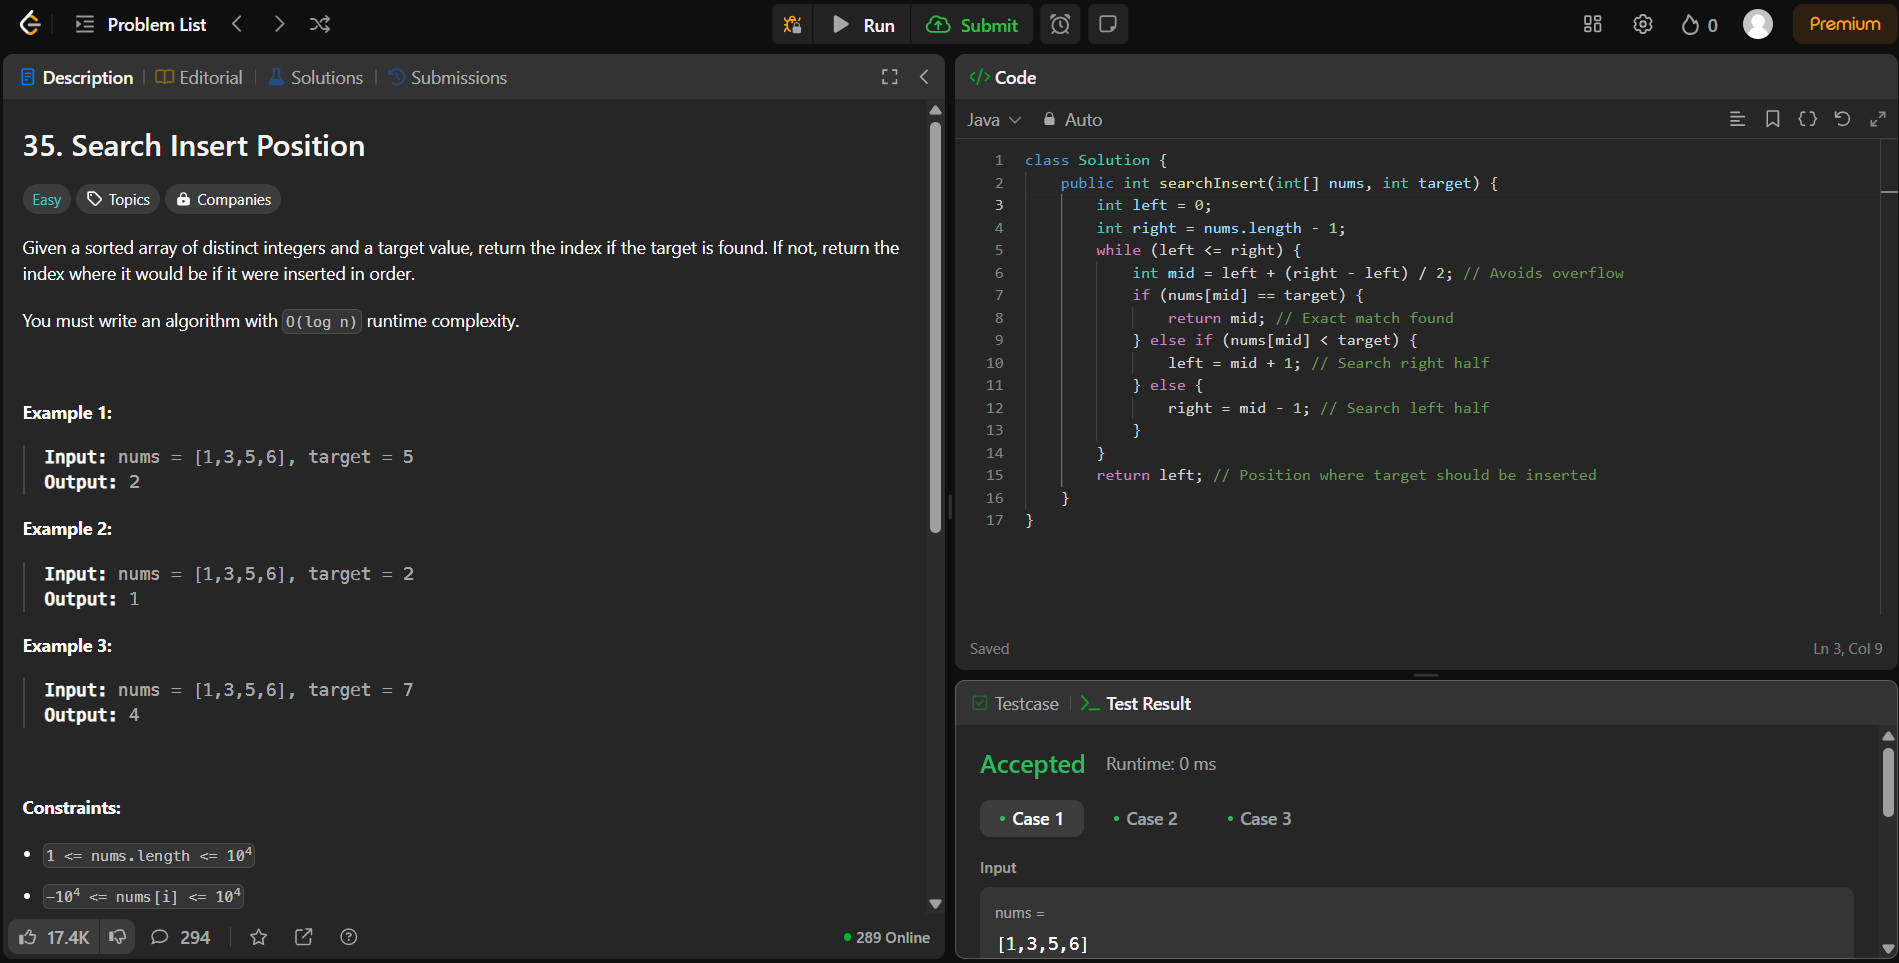 Problem List
Run
Submit
0
Premium
Description
Editorial
Solutions
Submissions
35. Search Insert Position
Easy
Topics
Companies
Given a sorted array of distinct integers and a target value, return the index if the target is found. If not, return the
index where it would be if it were inserted in order.
You must write an algorithm with O(log n) runtime complexity.
Example 1:
Input: nums = [1,3,5,6], target = 5
Output: 2
Example 2:
Input: nums = [1,3,5,6], target = 2
Output: 1
Example 3:
Input: nums = [1,3,5,6], target = 7
Output: 4
Constraints:
• 1 <= nums.length <= 10⁴
• -10⁴ <= nums[i] <= 10⁴
17.4K
294
289 Online
</> Code
Java
Auto
1 class Solution {
2     public int searchInsert(int[] nums, int target) {
3         int left = 0;
4         int right = nums.length - 1;
5         while (left <= right) {
6             int mid = left + (right - left) / 2; // Avoids overflow
7             if (nums[mid] == target) {
8                 return mid; // Exact match found
9             } else if (nums[mid] < target) {
10                 left = mid + 1; // Search right half
11             } else {
12                 right = mid - 1; // Search left half
13             }
14         }
15         return left; // Position where target should be inserted
16     }
17 }
Saved
Ln 3, Col 9
Testcase
Test Result
Accepted
Runtime: 0 ms
• Case 1
• Case 2
• Case 3
Input
nums =
[1,3,5,6]